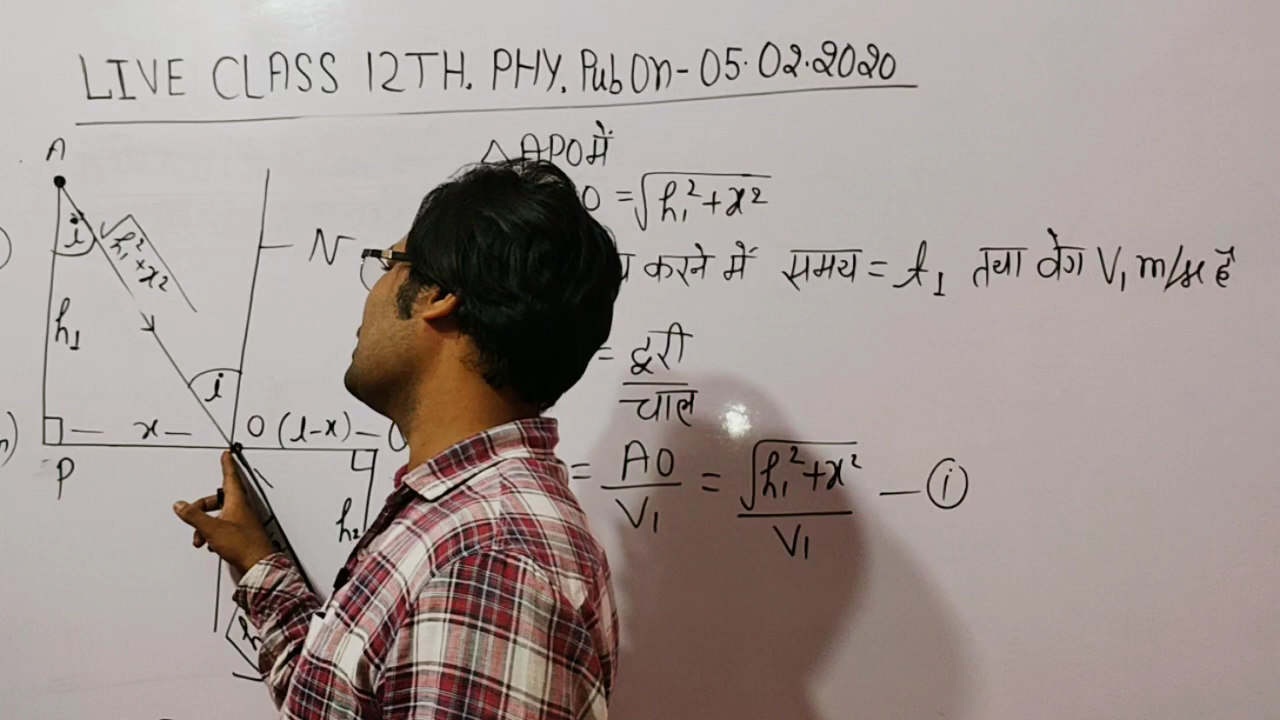 LIVE CLASS 12TH. PHY. Pub On - 05.02.2020
A
△APO में
O = √h₁²+x²
i
√h₁²+x²
N
करने में समय = t₁ तथा वेग V₁ m/sec है
h₁
= दूरी
चाल
i
x
O (l-x)
P
= AO = √h₁²+x² — (i)
V₁ V₁
h₂